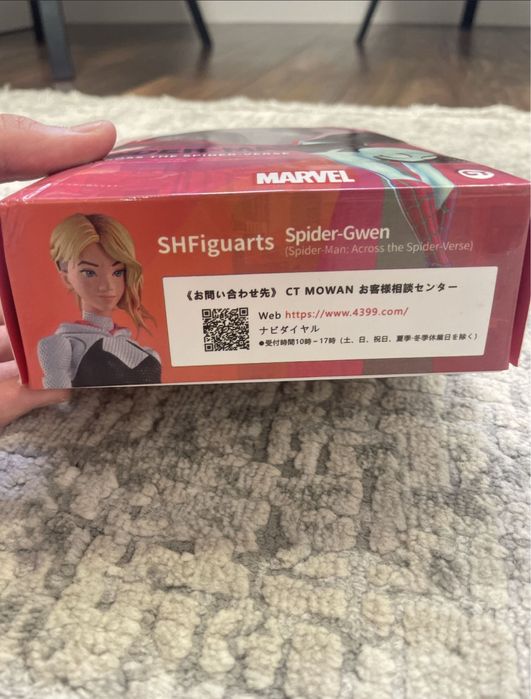 THE SPIDER-VERSE
MARVEL
SHFiguarts Spider-Gwen
(Spider-Man: Across the Spider-Verse)
《お問い合わせ先》 CT MOWAN お客様相談センター
Web https://www.4399.com/
ナビダイヤル
●受付時間10時－17時（土、日、祝日、夏季・冬季休業日を除く）